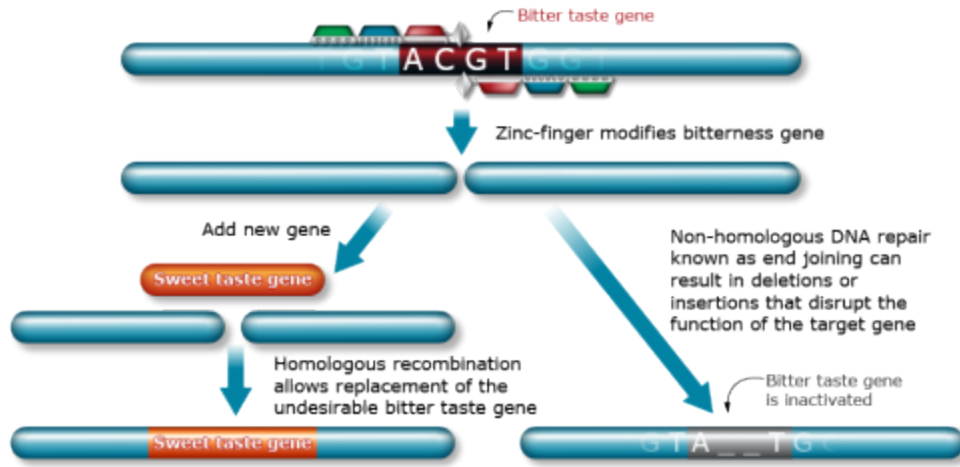 Bitter taste gene
GTACGTGGT
Zinc-finger modifies bitterness gene
Add new gene
Sweet taste gene
Non-homologous DNA repair
known as end joining can
result in deletions or
insertions that disrupt the
function of the target gene
Homologous recombination
allows replacement of the
undesirable bitter taste gene
Bitter taste gene
is inactivated
Sweet taste gene
GTA__TG